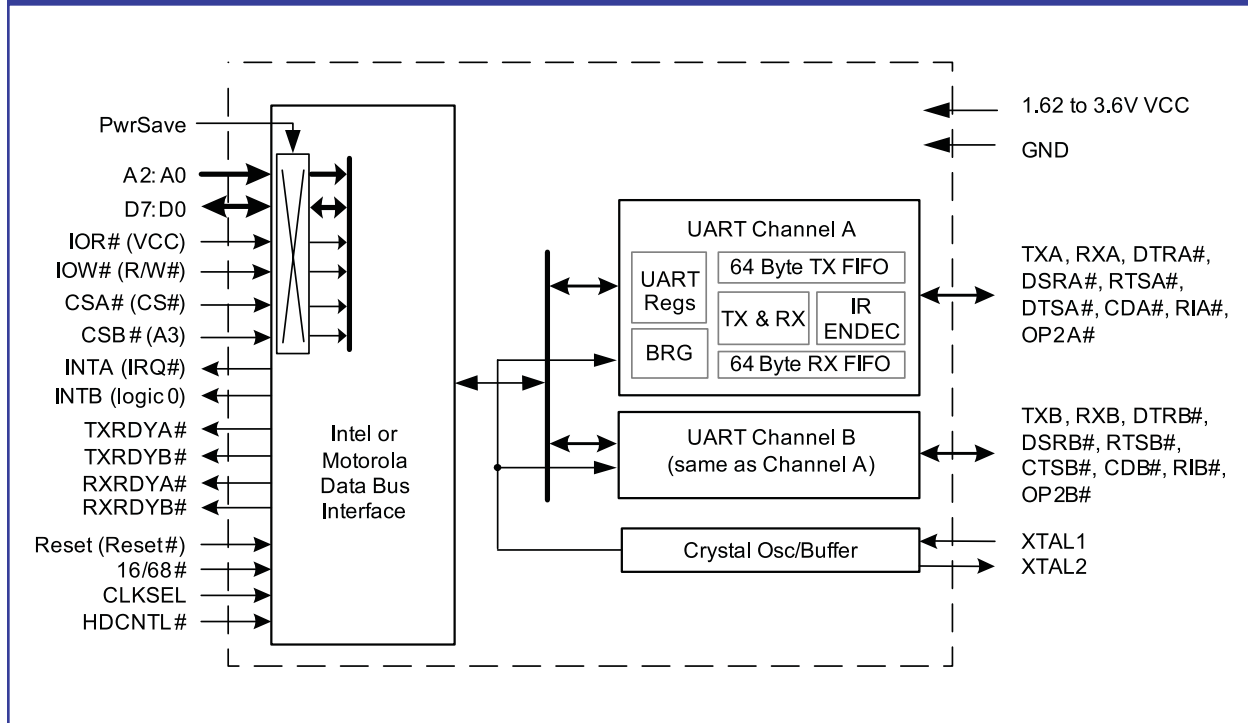 PwrSave
A2:A0
D7:D0
IOR# (VCC)
IOW# (R/W#)
CSA# (CS#)
CSB# (A3)
INTA (IRQ#)
INTB (logic 0)
TXRDYA#
TXRDYB#
RXRDYA#
RXRDYB#
Reset (Reset#)
16/68#
CLKSEL
HDCNTL#
Intel or
Motorola
Data Bus
Interface
UART Channel A
UART
Regs
BRG
64 Byte TX FIFO
TX & RX
IR
ENDEC
64 Byte RX FIFO
UART Channel B
(same as Channel A)
Crystal Osc/Buffer
1.62 to 3.6V VCC
GND
TXA, RXA, DTRA#,
DSRA#, RTSA#,
DTSA#, CDA#, RIA#,
OP2A#
TXB, RXB, DTRB#,
DSRB#, RTSB#,
CTSB#, CDB#, RIB#,
OP2B#
XTAL1
XTAL2